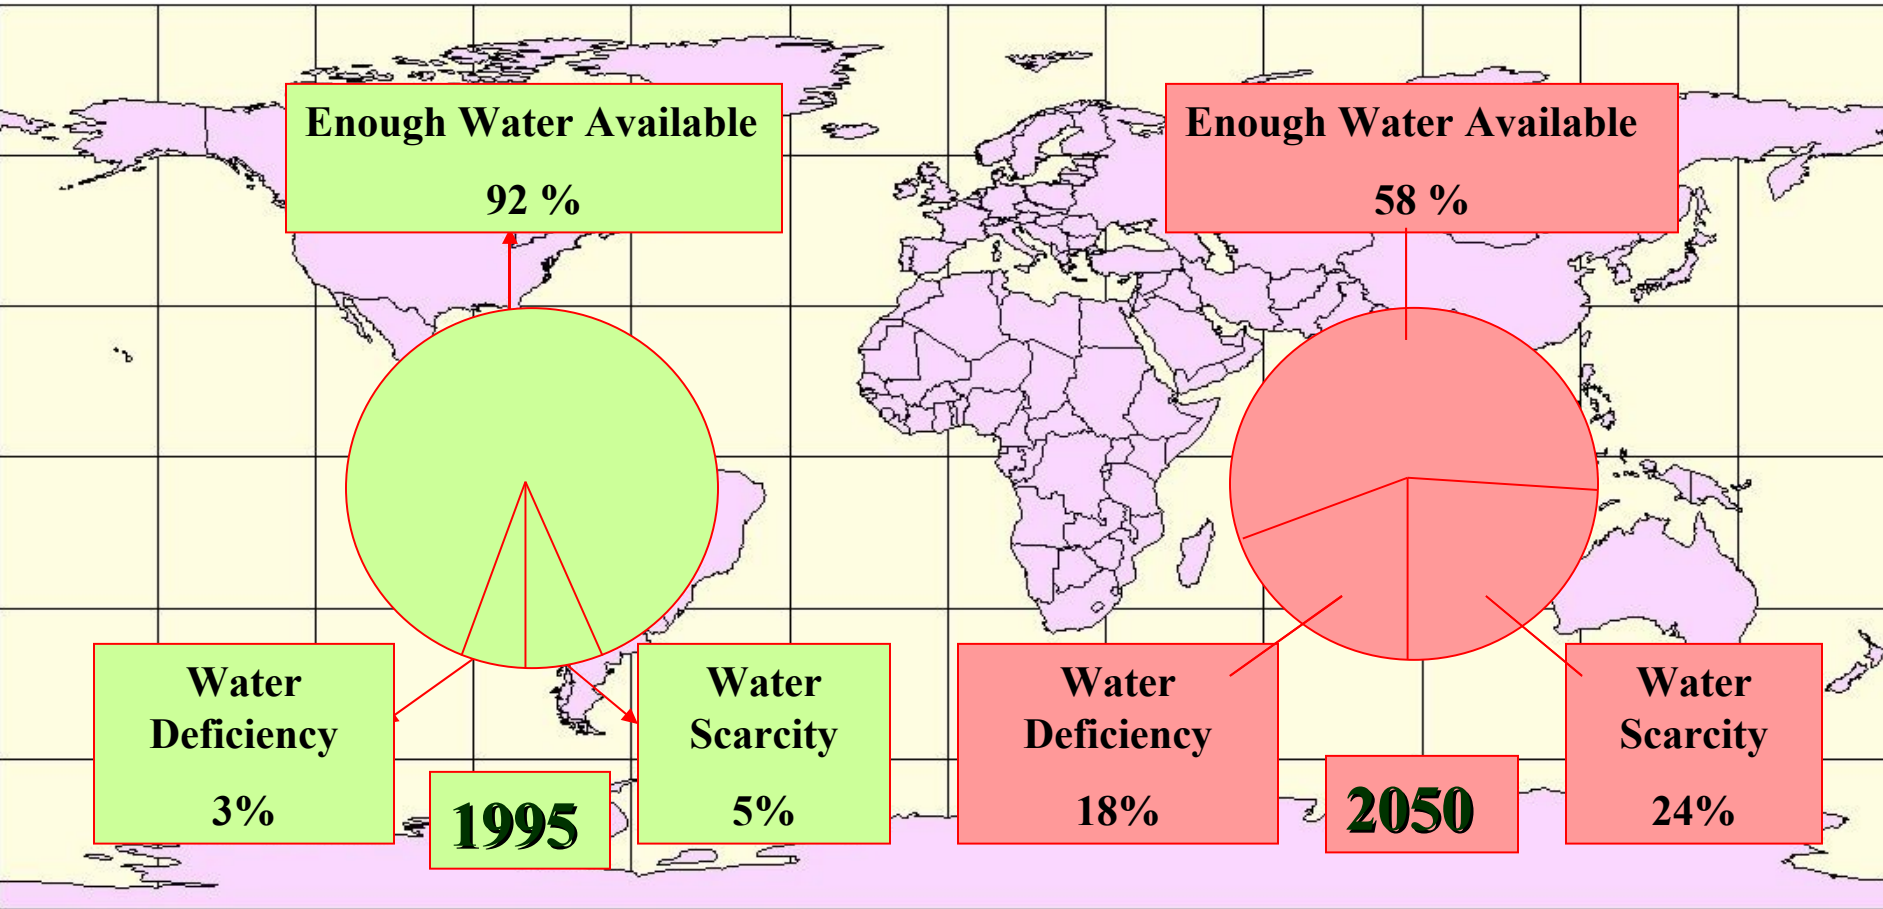 Enough Water Available
92 %
Enough Water Available
58 %
Water
Deficiency
3%
1995
Water
Scarcity
5%
Water
Deficiency
18%
2050
Water
Scarcity
24%